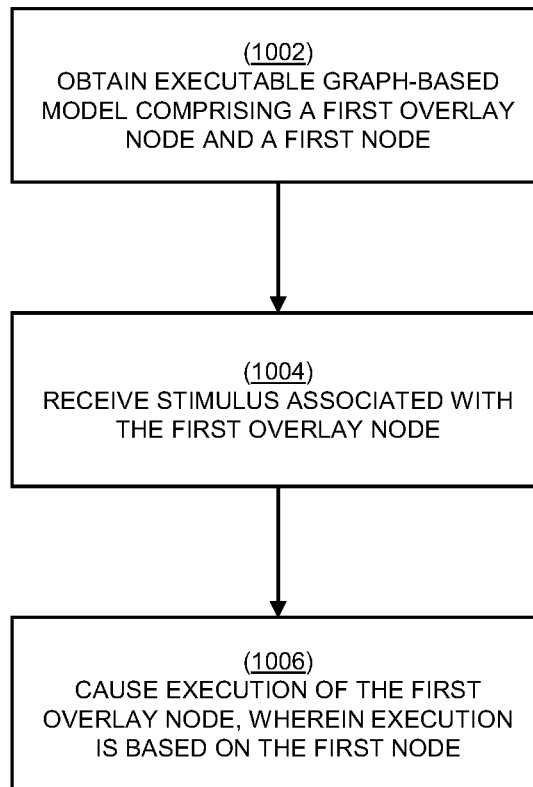 (1002)
OBTAIN EXECUTABLE GRAPH-BASED
MODEL COMPRISING A FIRST OVERLAY
NODE AND A FIRST NODE
(1004)
RECEIVE STIMULUS ASSOCIATED WITH
THE FIRST OVERLAY NODE
(1006)
CAUSE EXECUTION OF THE FIRST
OVERLAY NODE, WHEREIN EXECUTION
IS BASED ON THE FIRST NODE